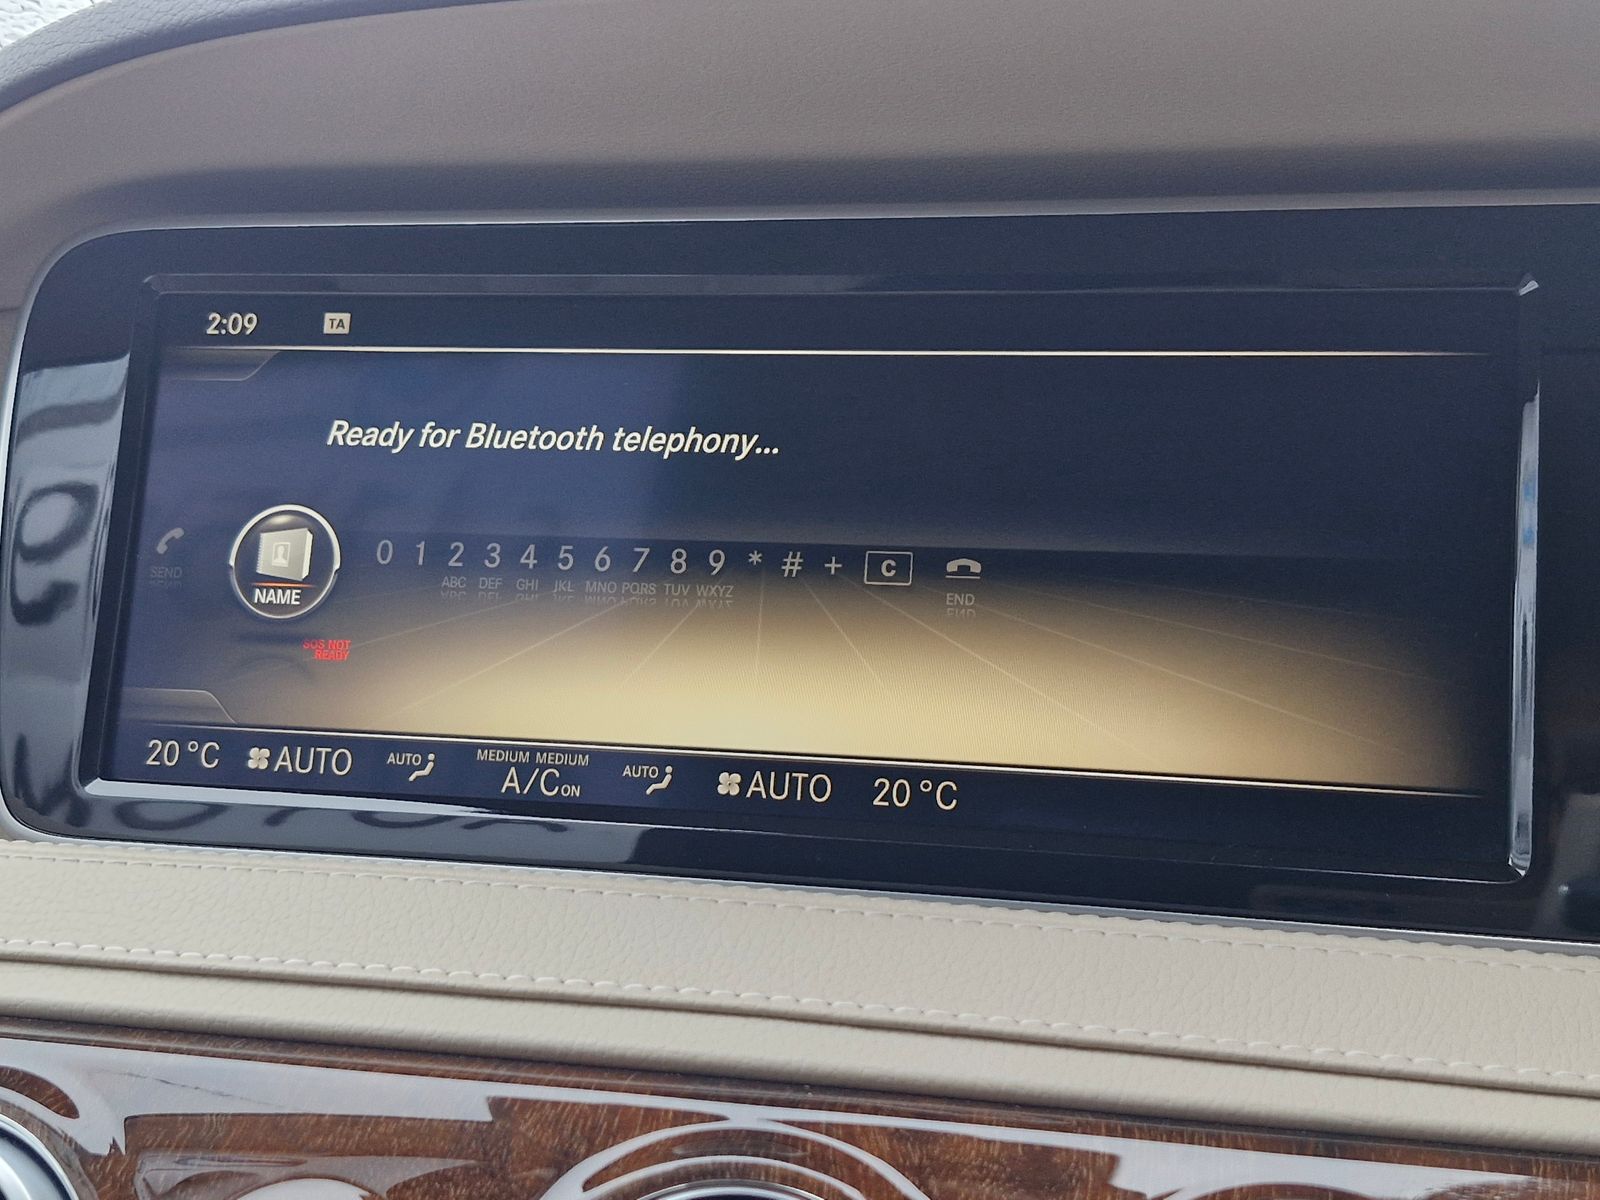 2:09 TA
Ready for Bluetooth telephony...
0 1 2 3 4 5 6 7 8 9 * # + C
ABC DEF GHI JKL MNO PQRS TUV WXYZ
SEND
NAME
END
SOS NOT
READY
20 °C AUTO AUTO MEDIUM MEDIUM AUTO AUTO 20 °C
A/C ON